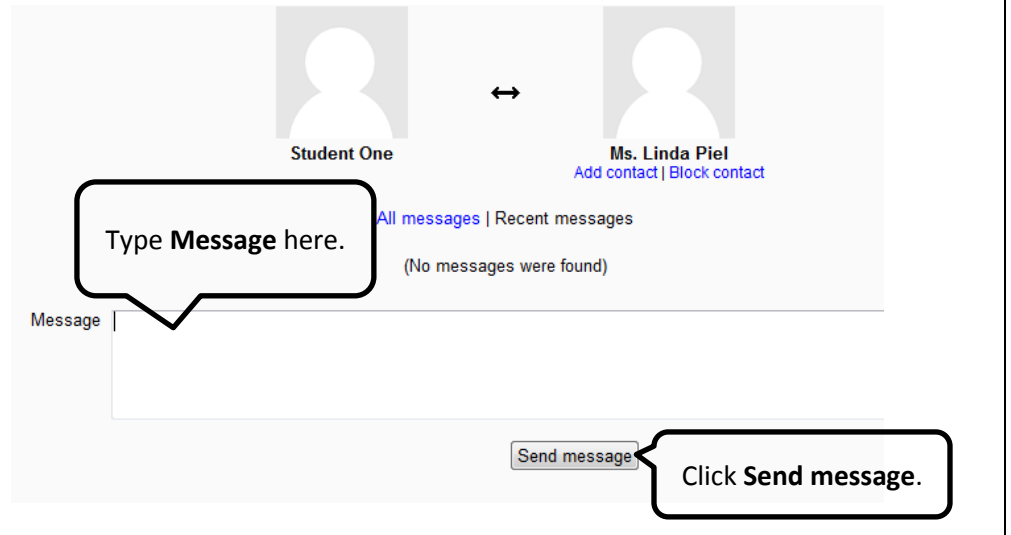 Student One
Ms. Linda Piel
Add contact | Block contact
All messages | Recent messages
Type Message here.
(No messages were found)
Message
Send message
Click Send message.